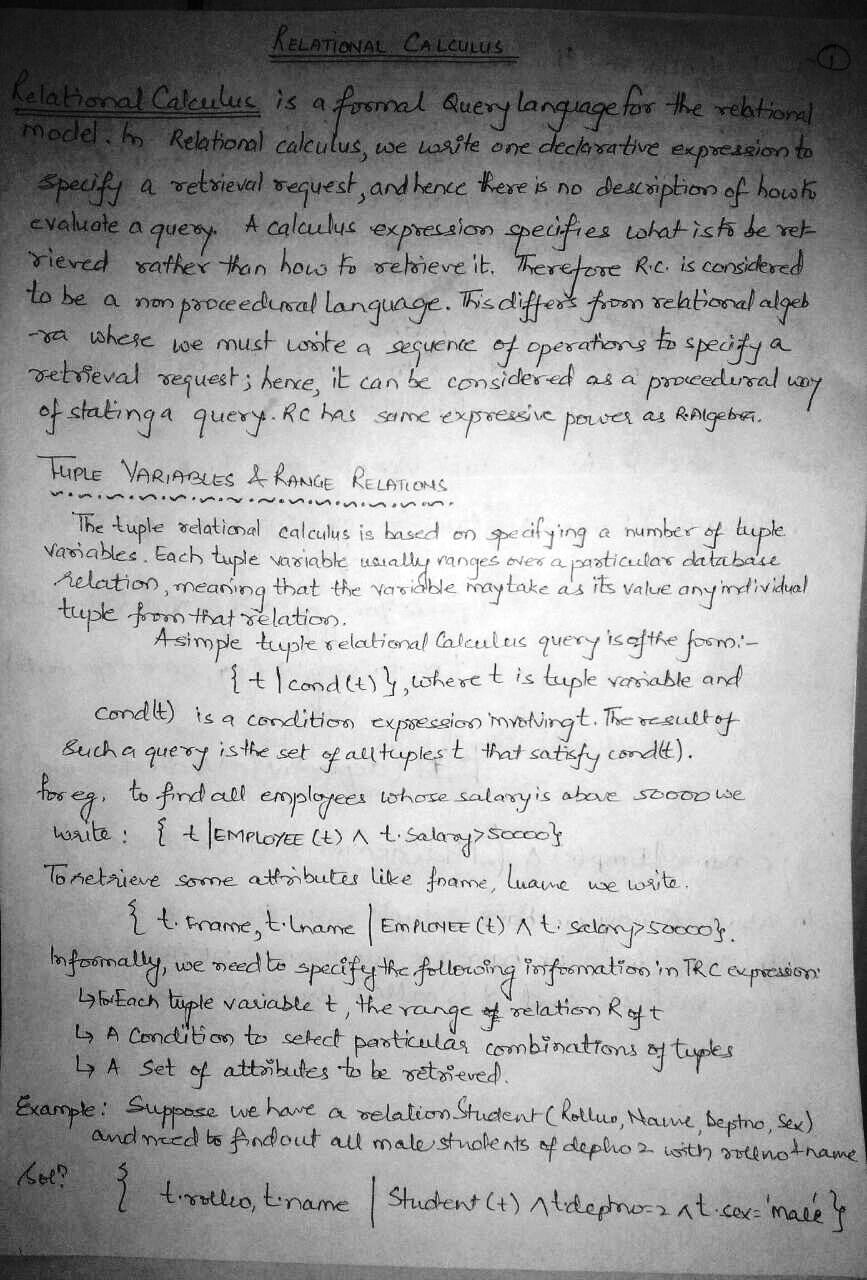 RELATIONAL CALCULUS
1
Relational Calculus is a formal Query language for the relational
model. In Relational calculus, we write one declarative expression to
specify a retrieval request, and hence there is no description of how to
evaluate a query. A calculus expression specifies what is to be ret-
rieved rather than how to retrieve it. Therefore R.C. is considered
to be a non proceedural language. This differs from relational algeb
-ra where we must write a sequence of operations to specify a
retrieval request; hence, it can be considered as a proceedural way
of stating a query. RC has same expressive power as R.Algebra.
TUPLE VARIABLES & RANGE RELATIONS
The tuple relational calculus is based on specifying a number of tuple
variables. Each tuple variable usually ranges over a particular database
relation, meaning that the variable may take as its value any individual
tuple from that relation.
A simple tuple relational Calculus query is of the form:-
{ t | cond(t) }, where t is tuple variable and
cond(t) is a condition expression involving t. The result of
Such a query is the set of all tuples t that satisfy cond(t).
for eg, to find all employees whose salary is above 50000 we
write : { t | EMPLOYEE (t) ∧ t.Salary>50000}
To retrieve some attributes like fname, lname we write.
{ t.Fname, t.lname | EMPLOYEE (t) ∧ t.salary>50000}.
Informally, we need to specify the following information in TRC expression:
↳ for Each tuple variable t, the range relation R of t
↳ A Condition to select particular combinations of tuples
↳ A Set of attributes to be retrieved.
Example: Suppose we have a relation Student (Rollno, Name, Deptno, Sex)
and need to find out all male students of deptno 2 with rollno + name
Sol? { t.rollno, t.name | Student (t) ∧ t.deptno=2 ∧ t.sex='male' }